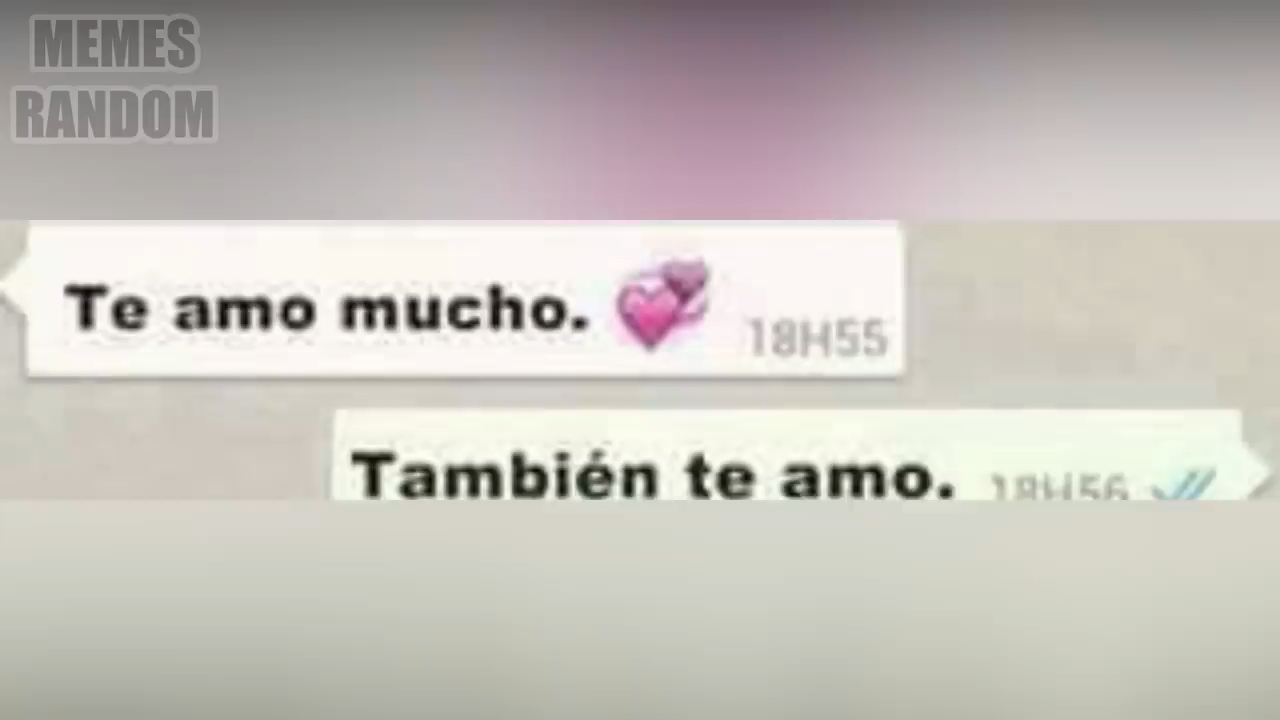 MEMES
RANDOM
Te amo mucho. 💞 18H55
También te amo. 18H56